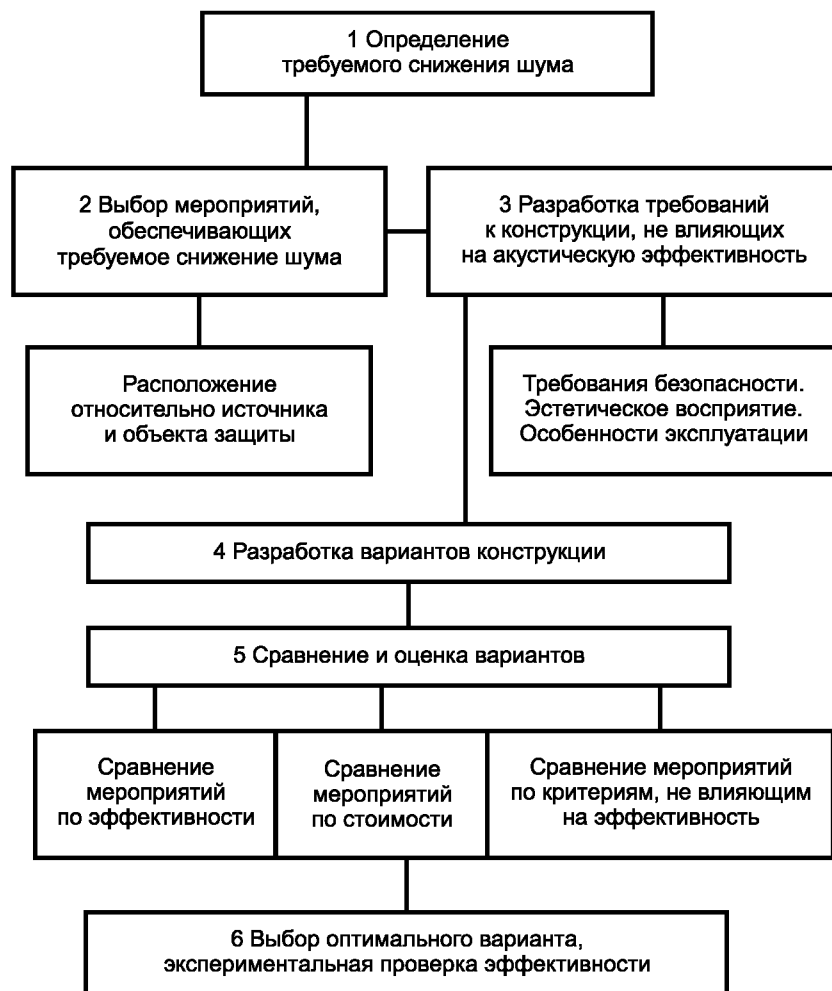 1 Определение
требуемого снижения шума
2 Выбор мероприятий,
обеспечивающих
требуемое снижение шума
3 Разработка требований
к конструкции, не влияющих
на акустическую эффективность
Расположение
относительно источника
и объекта защиты
Требования безопасности.
Эстетическое восприятие.
Особенности эксплуатации
4 Разработка вариантов конструкции
5 Сравнение и оценка вариантов
Сравнение
мероприятий
по эффективности
Сравнение
мероприятий
по стоимости
Сравнение мероприятий
по критериям, не влияющим
на эффективность
6 Выбор оптимального варианта,
экспериментальная проверка эффективности